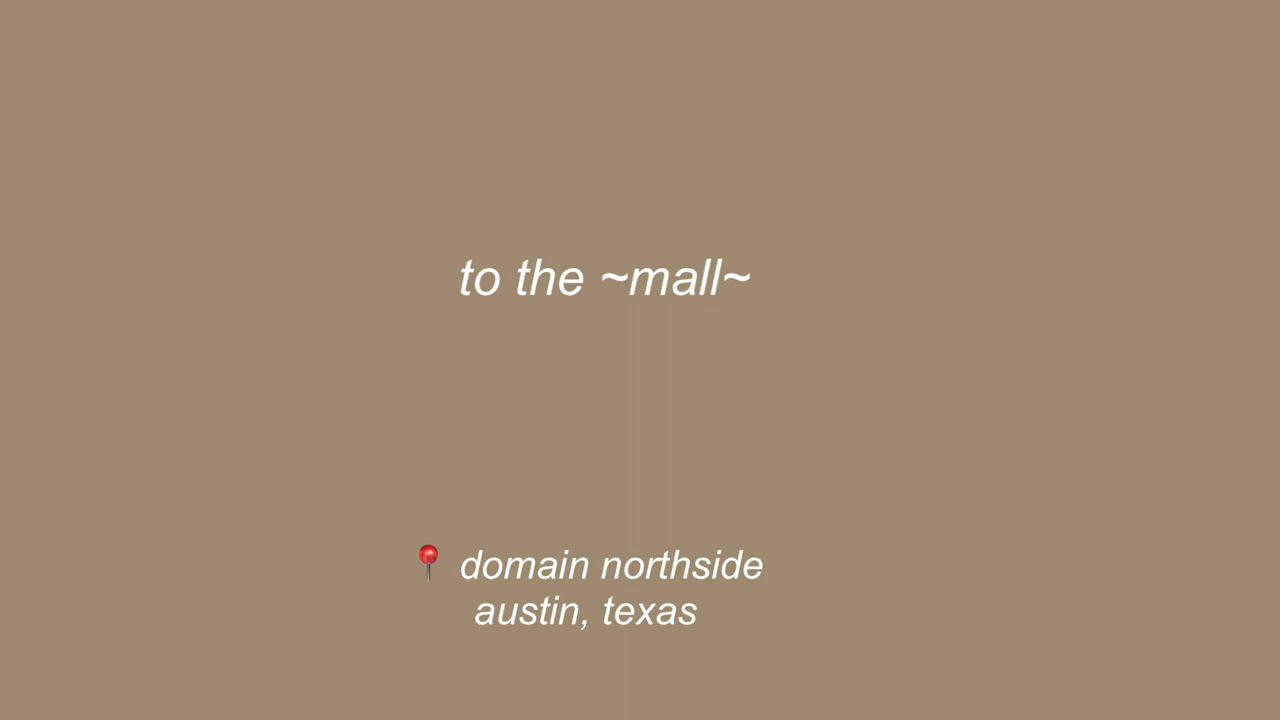 to the ~mall~
📍 domain northside
austin, texas